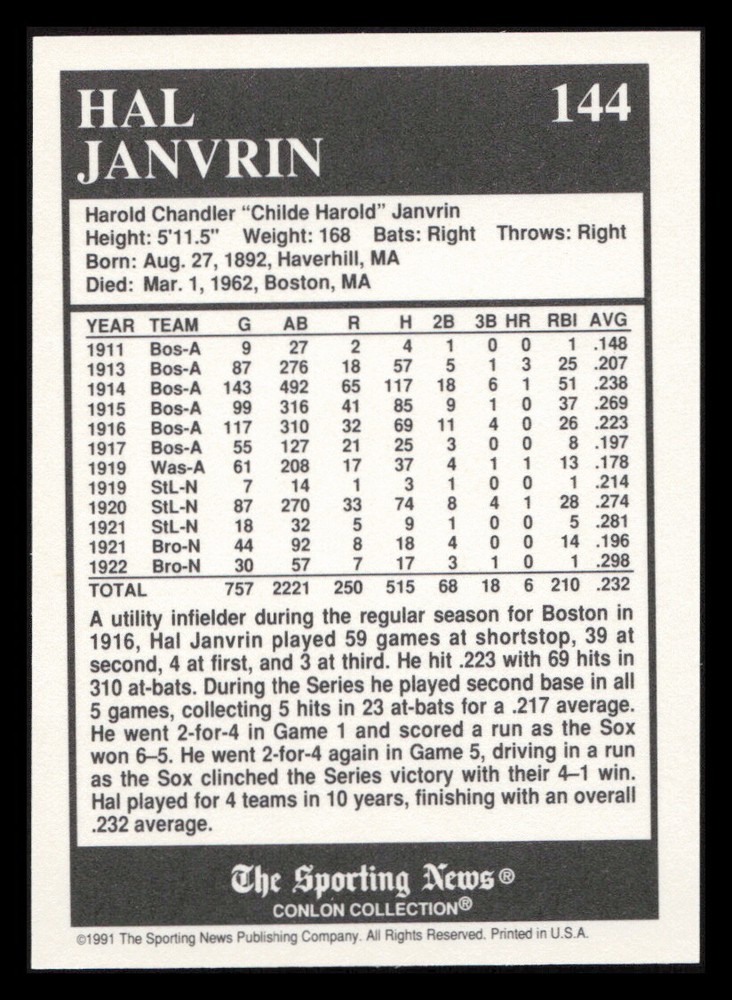 HAL 144
JANVRIN
Harold Chandler “Childe Harold” Janvrin
Height: 5'11.5" Weight: 168 Bats: Right Throws: Right
Born: Aug. 27, 1892, Haverhill, MA
Died: Mar. 1, 1962, Boston, MA
YEAR TEAM G AB R H 2B 3B HR RBI AVG
1911 Bos-A 9 27 2 4 1 0 0 1 .148
1913 Bos-A 87 276 18 57 5 1 3 25 .207
1914 Bos-A 143 492 65 117 18 6 1 51 .238
1915 Bos-A 99 316 41 85 9 1 0 37 .269
1916 Bos-A 117 310 32 69 11 4 0 26 .223
1917 Bos-A 55 127 21 25 3 0 0 8 .197
1919 Was-A 61 208 17 37 4 1 1 13 .178
1919 StL-N 7 14 1 3 1 0 0 1 .214
1920 StL-N 87 270 33 74 8 4 1 28 .274
1921 StL-N 18 32 5 9 1 0 0 5 .281
1921 Bro-N 44 92 8 18 4 0 0 14 .196
1922 Bro-N 30 57 7 17 3 1 0 1 .298
TOTAL 757 2221 250 515 68 18 6 210 .232
A utility infielder during the regular season for Boston in
1916, Hal Janvrin played 59 games at shortstop, 39 at
second, 4 at first, and 3 at third. He hit .223 with 69 hits in
310 at-bats. During the Series he played second base in all
5 games, collecting 5 hits in 23 at-bats for a .217 average.
He went 2-for-4 in Game 1 and scored a run as the Sox
won 6–5. He went 2-for-4 again in Game 5, driving in a run
as the Sox clinched the Series victory with their 4–1 win.
Hal played for 4 teams in 10 years, finishing with an overall
.232 average.
The Sporting News®
CONLON COLLECTION®
©1991 The Sporting News Publishing Company. All Rights Reserved. Printed in U.S.A.